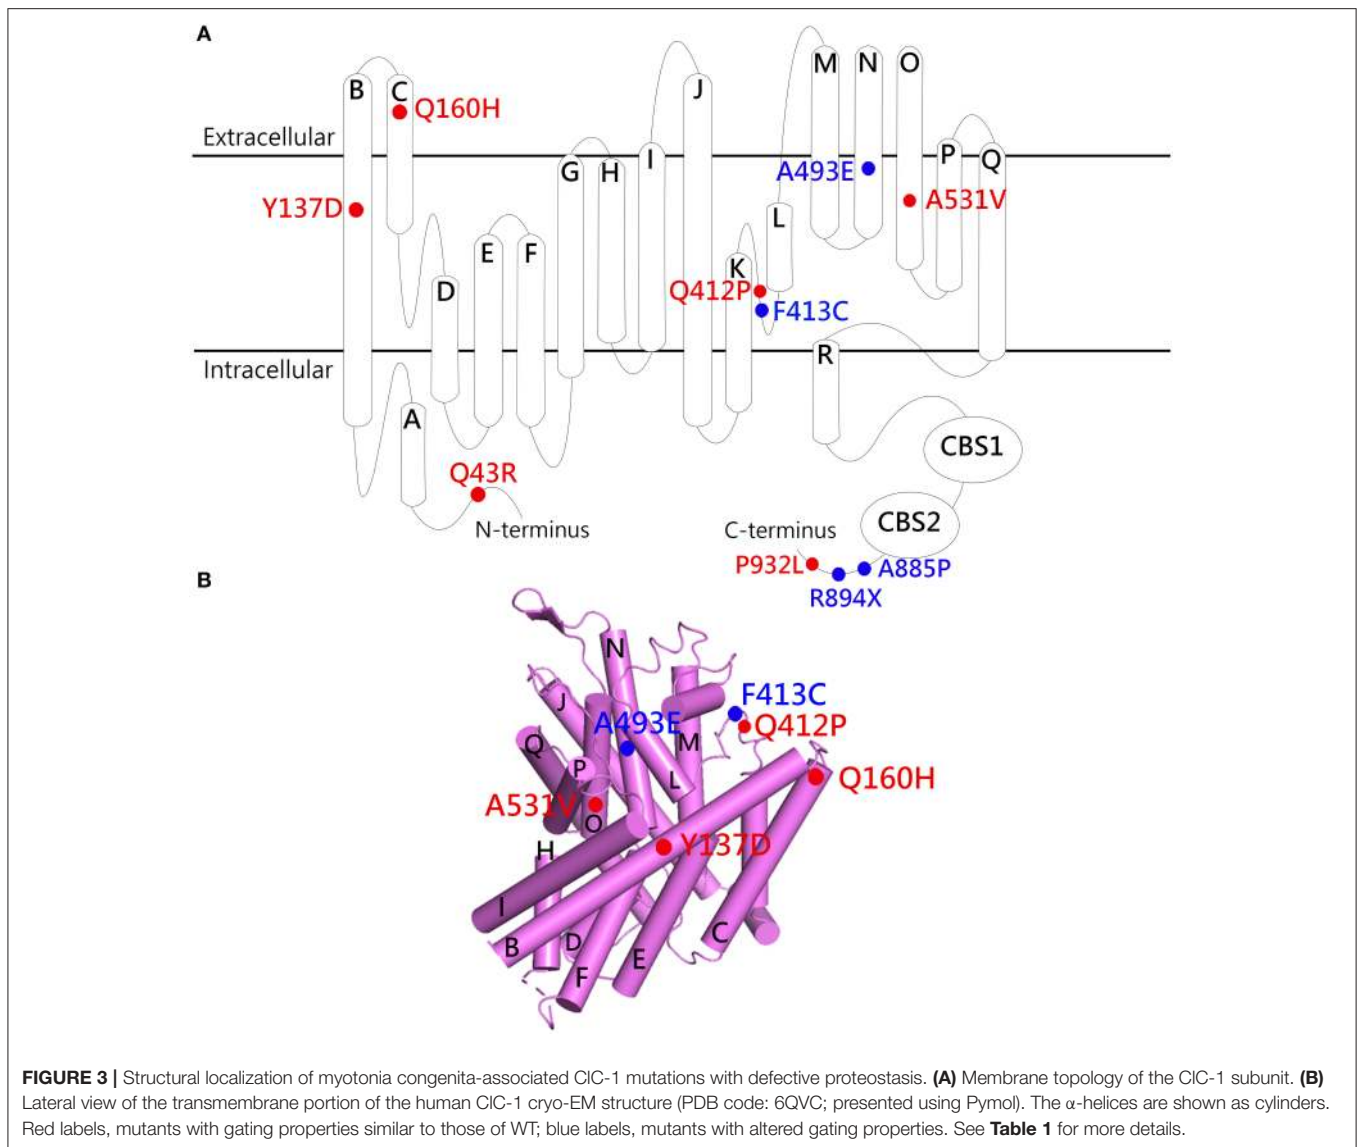 A
B
C
Q160H
J
M
N
O
Extracellular
G
H
I
P
Q
A493E
Y137D
A531V
L
E
F
K
D
Q412P
F413C
R
Intracellular
A
CBS1
Q43R
N-terminus
C-terminus
CBS2
P932L
A885P
R894X
B
N
J
F413C
A493E
Q412P
Q
M
P
L
Q160H
A531V
O
H
Y137D
I
B
D
C
F
E
FIGURE 3 | Structural localization of myotonia congenita-associated ClC-1 mutations with defective proteostasis. (A) Membrane topology of the ClC-1 subunit. (B)
Lateral view of the transmembrane portion of the human ClC-1 cryo-EM structure (PDB code: 6QVC; presented using Pymol). The α-helices are shown as cylinders.
Red labels, mutants with gating properties similar to those of WT; blue labels, mutants with altered gating properties. See Table 1 for more details.